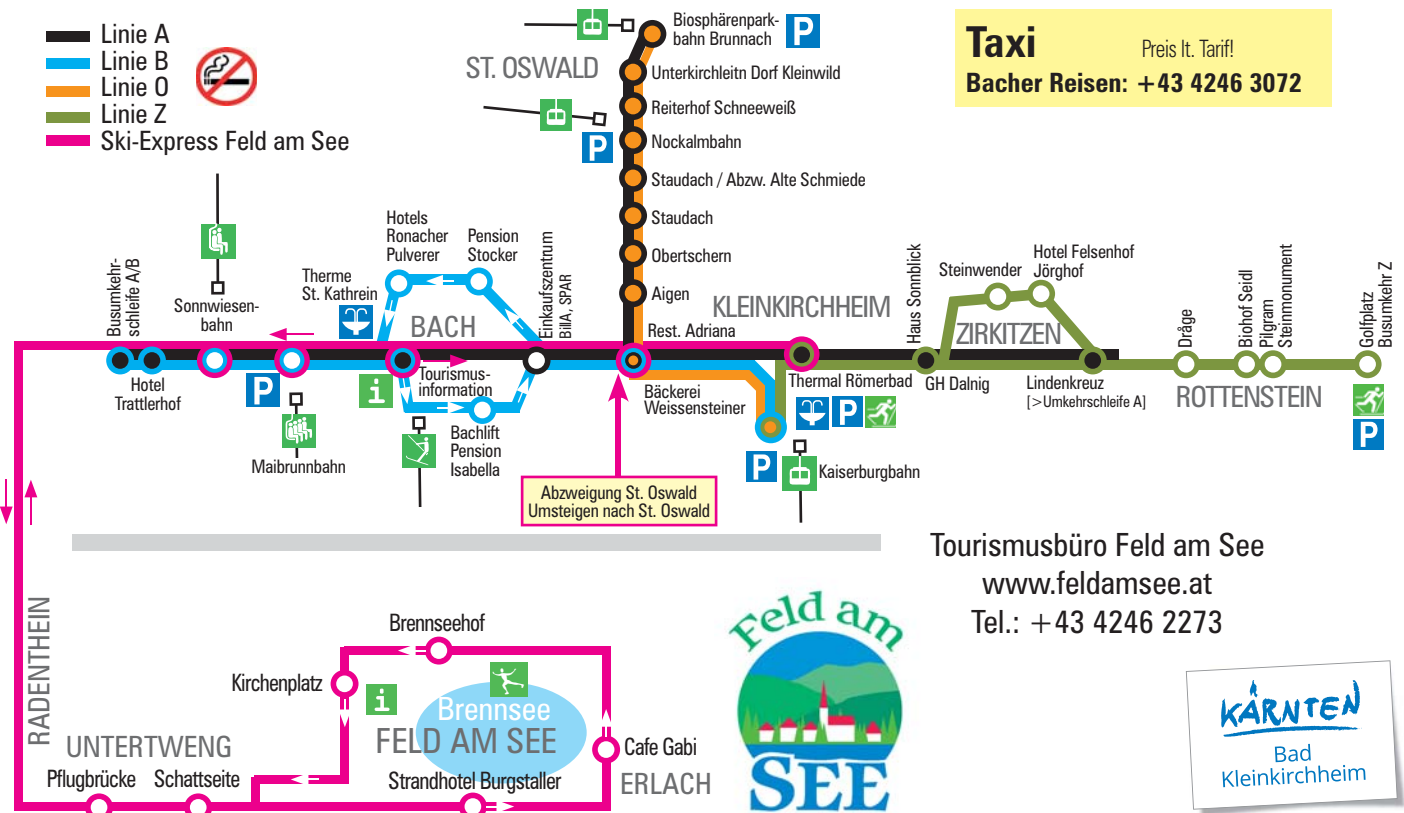 Linie A
Linie B
Linie O
Linie Z
Ski-Express Feld am See
ST. OSWALD
Biosphärenpark-
bahn Brunnach
P
Unterkirchleitn Dorf Kleinwild
Reiterhof Schneeweiß
P
Nockalmbahn
Staudach / Abzw. Alte Schmiede
Staudach
Obertschern
Aigen
Rest. Adriana
Taxi
Preis lt. Tarif!
Bacher Reisen: +43 4246 3072
Busumkehr-
schleife A/B
Hotel
Trattlerhof
Sonnwiesen-
bahn
Therme
St. Kathrein
P
Maibrunnbahn
Hotels
Ronacher
Pulverer
Pension
Stocker
BACH
i
Tourismus-
information
Bachlift
Pension
Isabella
Einkaufszentrum
BillA, SPAR
KLEINKIRCHHEIM
Bäckerei
Weissensteiner
Abzweigung St. Oswald
Umsteigen nach St. Oswald
Thermal Römerbad
P
P
Kaiserburgbahn
Haus Sonnblick
GH Dalnig
Steinwender
Hotel Felsenhof
Jörghof
ZIRKITZEN
Lindenkreuz
[>Umkehrschleife A]
Dråge
Biohof Seidl
Pilgram
Steinmonument
ROTTENSTEIN
Golfplatz
Busumkehr Z
P
Tourismusbüro Feld am See
www.feldamsee.at
Tel.: +43 4246 2273
RADENTHEIN
UNTERTWENG
Pflugbrücke
Schattseite
Kirchenplatz
i
Brennseehof
Brennsee
FELD AM SEE
Strandhotel Burgstaller
Cafe Gabi
ERLACH
Feld am
SEE
KÄRNTEN
Bad
Kleinkirchheim